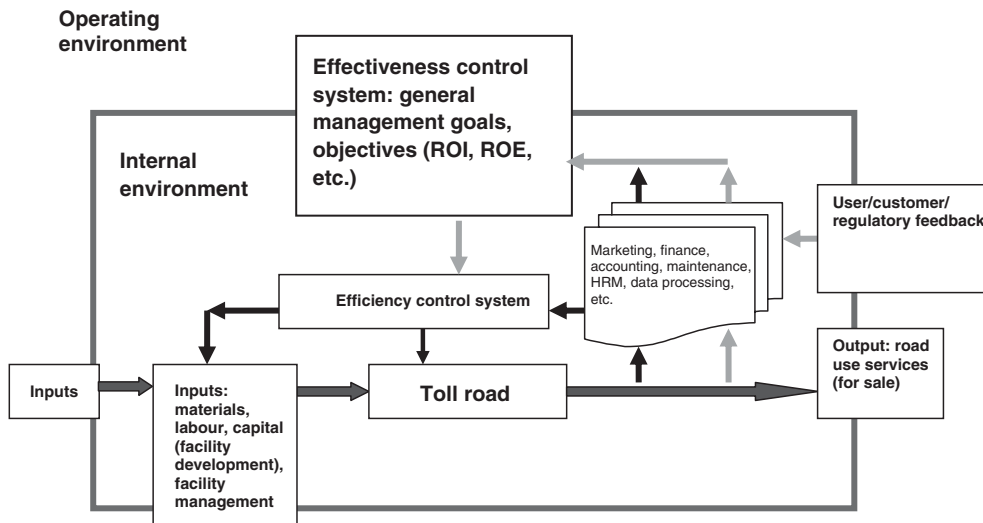 Operating
environment
Effectiveness control
system: general
management goals,
objectives (ROI, ROE,
etc.)
Internal
environment
User/customer/
regulatory feedback
Marketing, finance,
accounting, maintenance,
HRM, data processing,
etc.
Efficiency control system
Inputs
Inputs:
materials,
labour, capital
(facility
development),
facility
management
Toll road
Output: road
use services
(for sale)